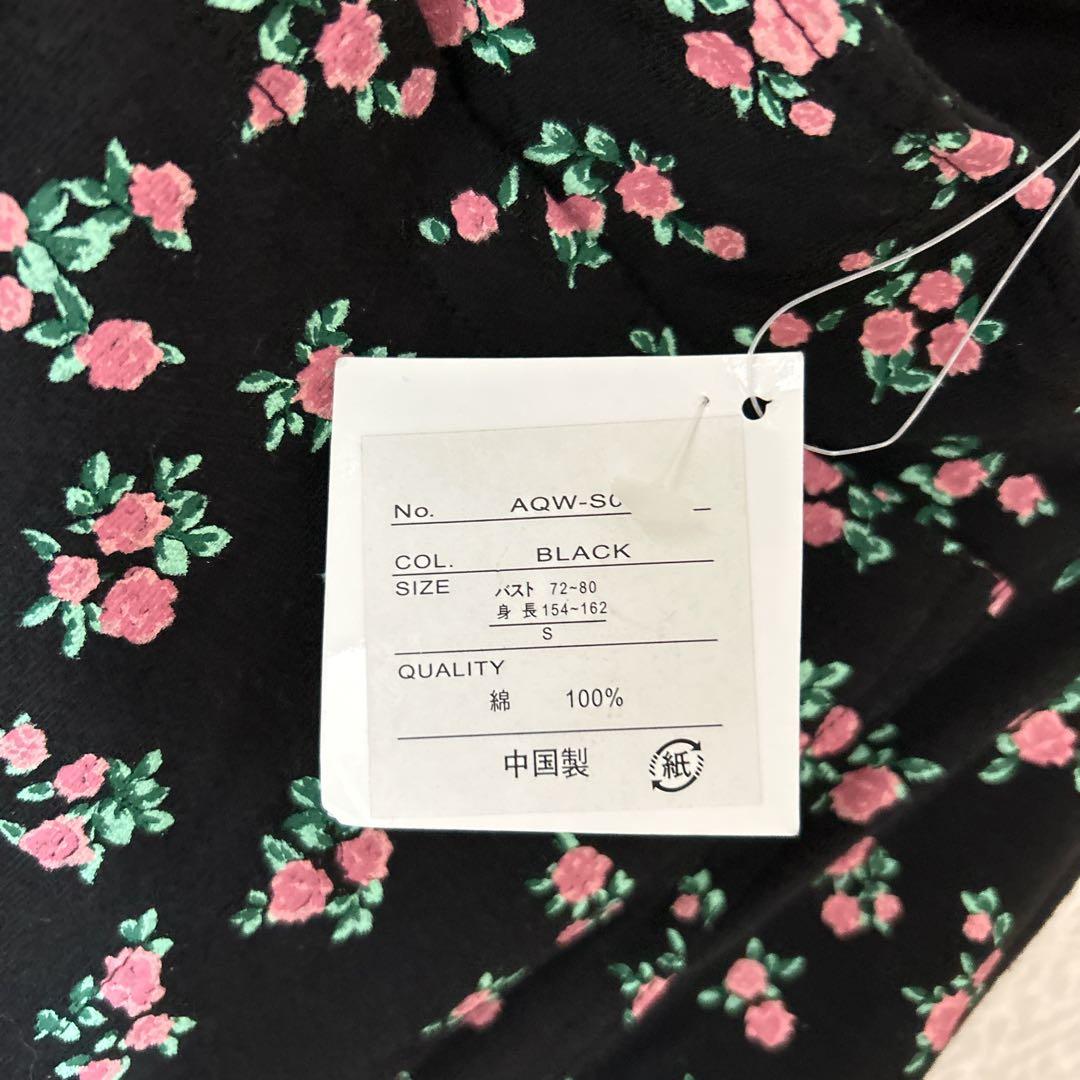 No. AQW-S
COL. BLACK
SIZE バスト 72~80
身長 154~162
S
QUALITY
綿 100%
中国製 紙